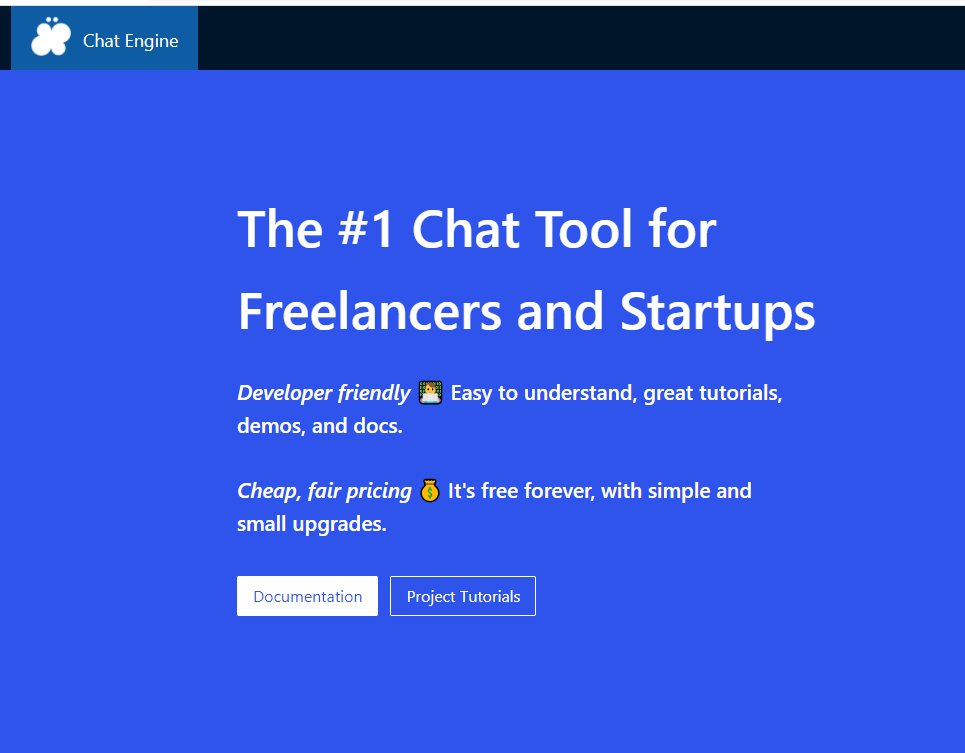 Chat Engine
The #1 Chat Tool for
Freelancers and Startups
Developer friendly 👨‍💻 Easy to understand, great tutorials,
demos, and docs.
Cheap, fair pricing 💰 It's free forever, with simple and
small upgrades.
Documentation Project Tutorials